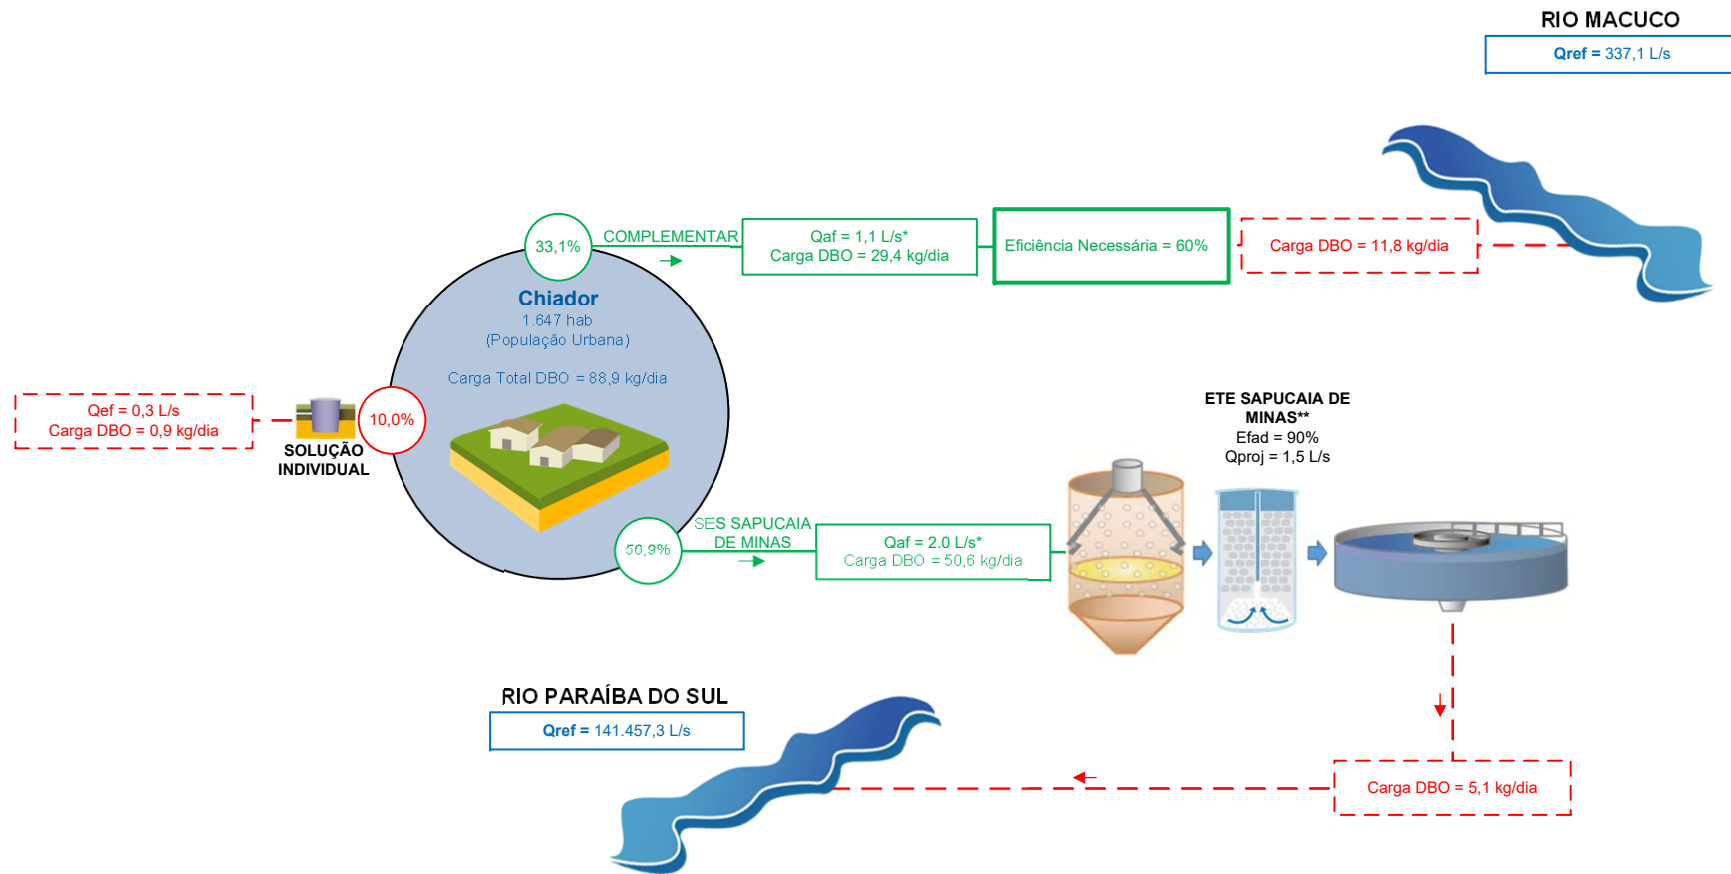 RIO MACUCO
Qref = 337,1 L/s
33,1%
COMPLEMENTAR
Qaf = 1,1 L/s*
Carga DBO = 29,4 kg/dia
Eficiência Necessária = 60%
Carga DBO = 11,8 kg/dia
Chiador
1.647 hab
(População Urbana)
Carga Total DBO = 88,9 kg/dia
Qef = 0,3 L/s
Carga DBO = 0,9 kg/dia
SOLUÇÃO
INDIVIDUAL
10,0%
ETE SAPUCAIA DE
MINAS**
Efad = 90%
Qproj = 1,5 L/s
56,9%
SES SAPUCAIA
DE MINAS
Qaf = 2.0 L/s*
Carga DBO = 50,6 kg/dia
RIO PARAÍBA DO SUL
Qref = 141.457,3 L/s
Carga DBO = 5,1 kg/dia